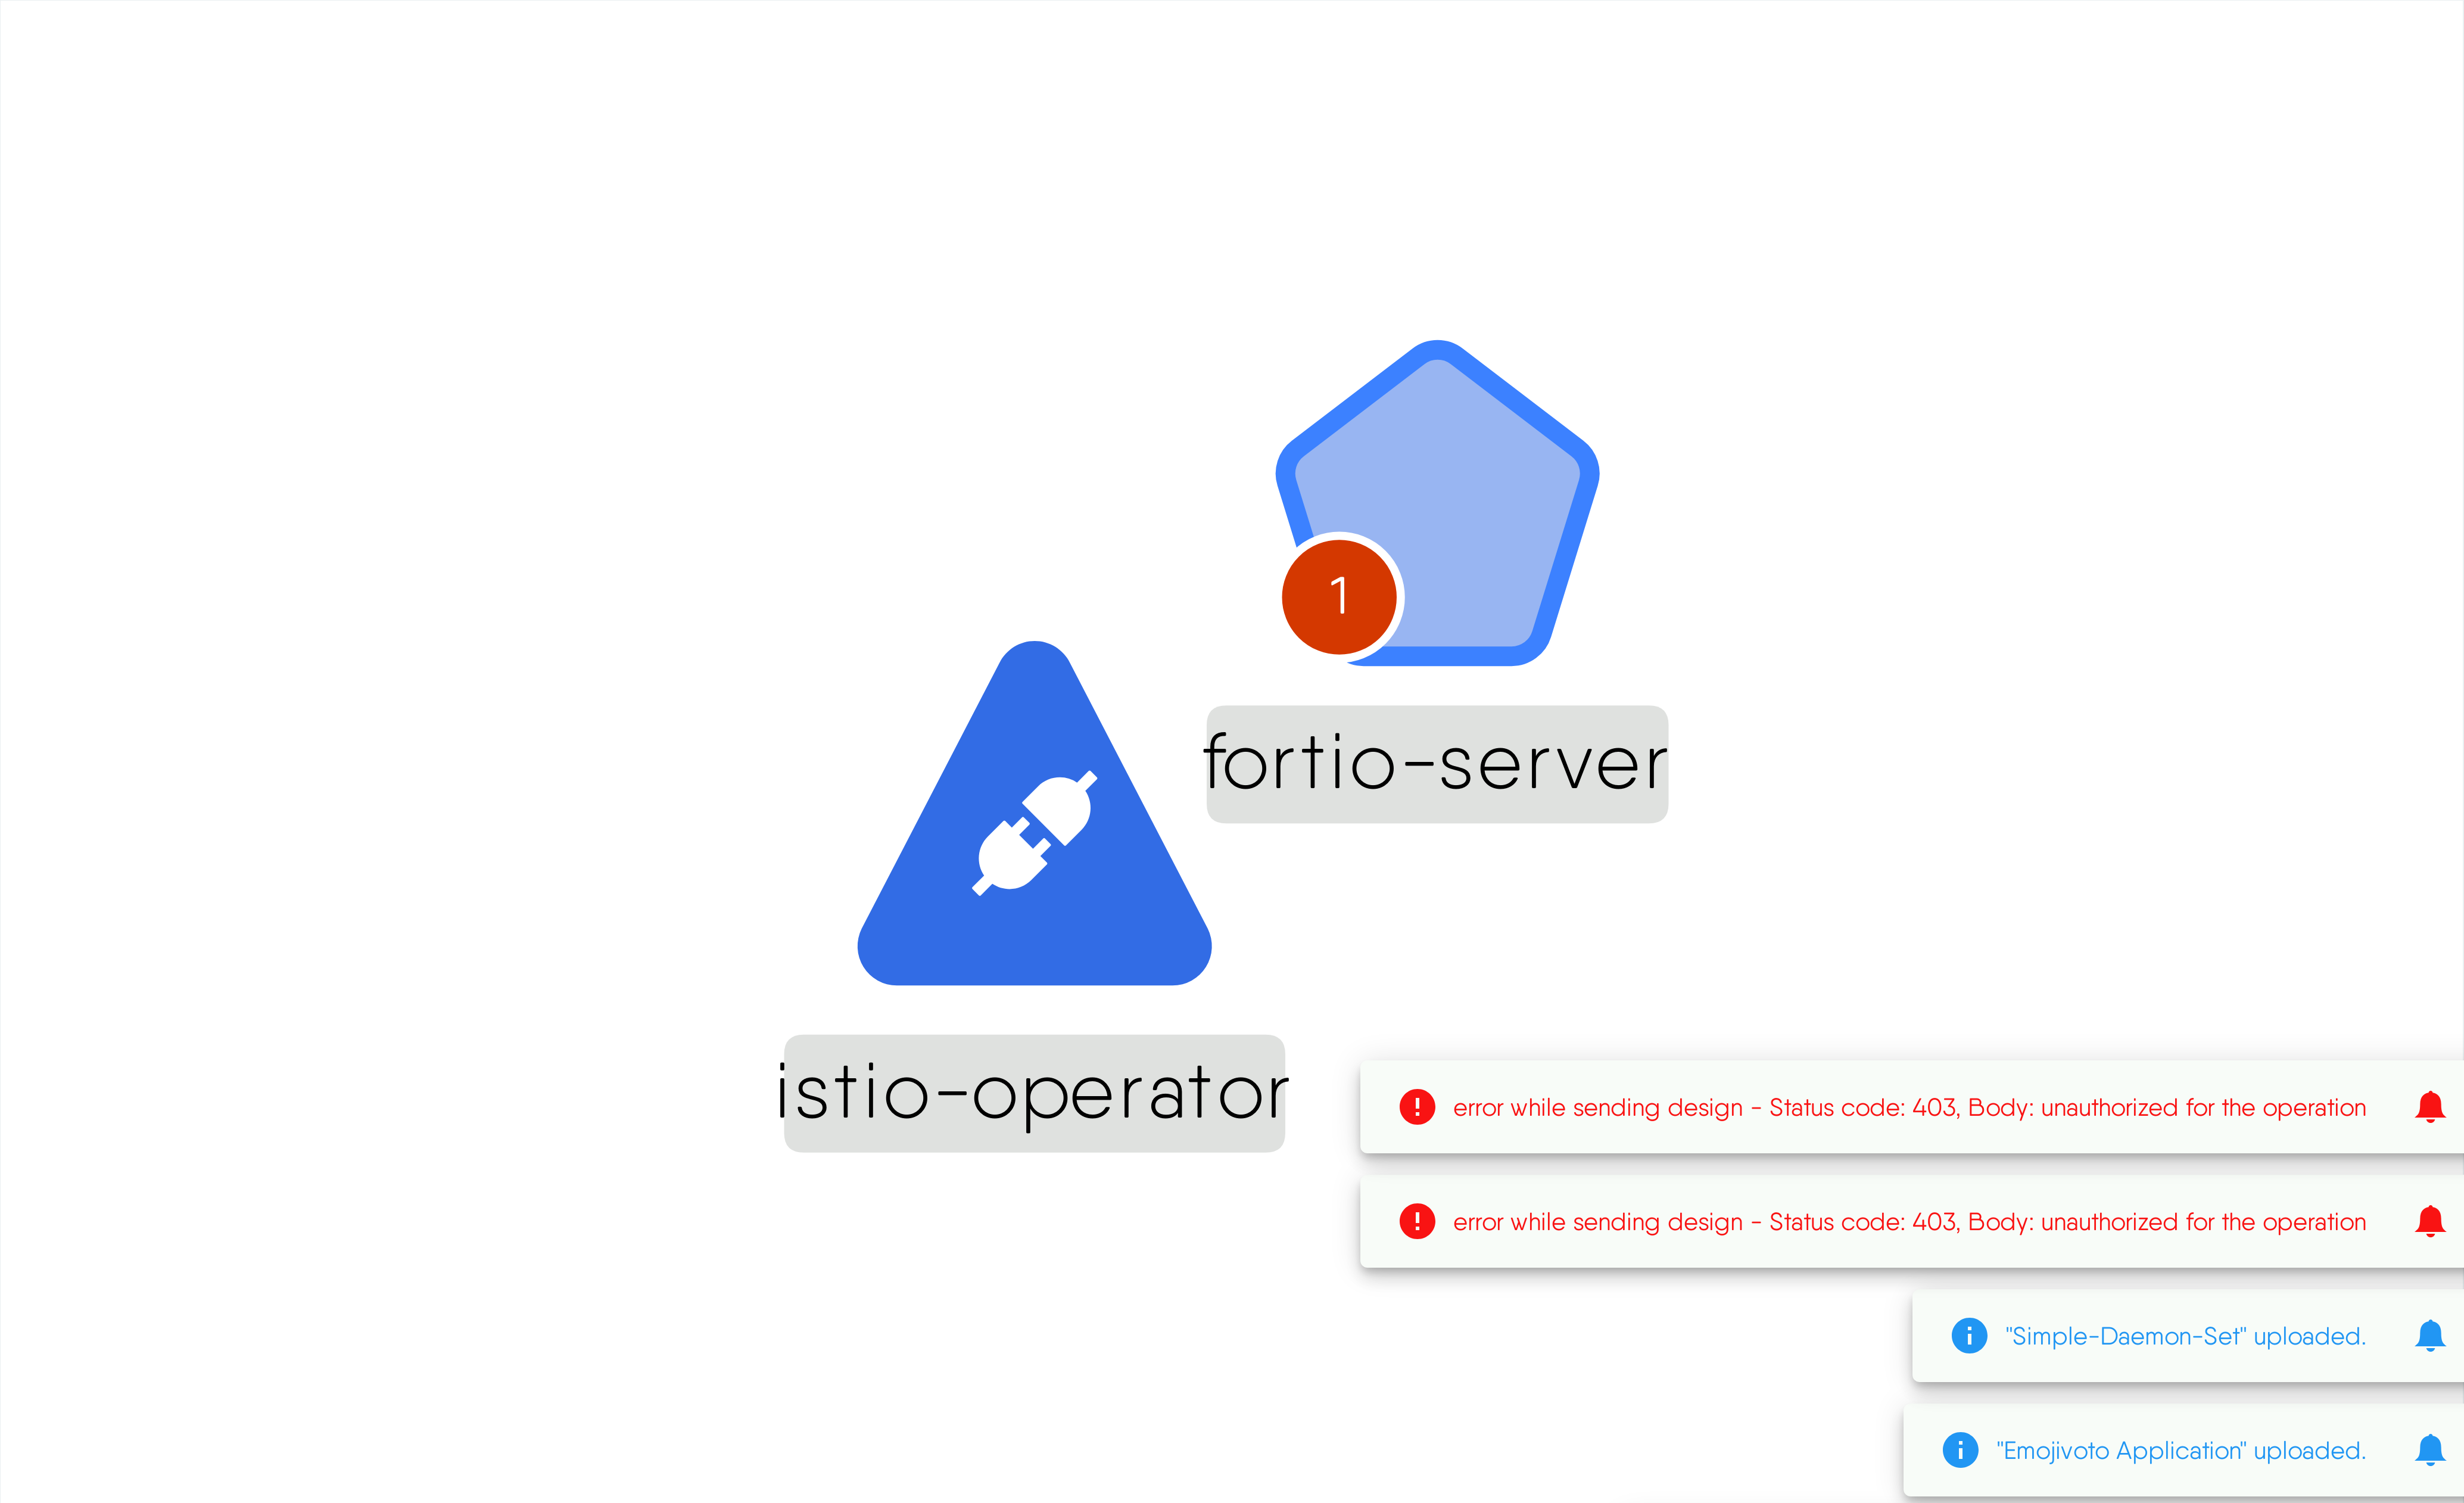 1
fortio-server
istio-operator
error while sending design - Status code: 403, Body: unauthorized for the operation
error while sending design - Status code: 403, Body: unauthorized for the operation
"Simple-Daemon-Set" uploaded.
"Emojivoto Application" uploaded.